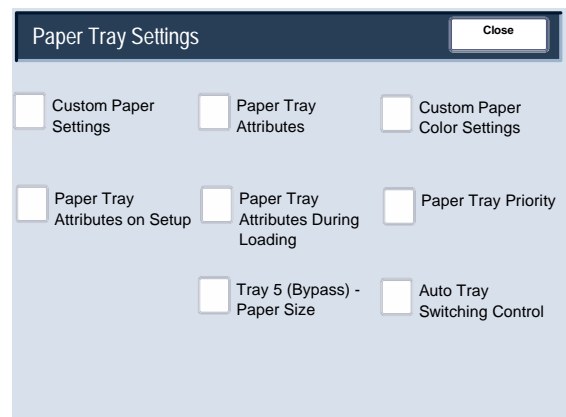 Paper Tray Settings
Close
Custom Paper
Settings
Paper Tray
Attributes
Custom Paper
Color Settings
Paper Tray
Attributes on Setup
Paper Tray
Attributes During
Loading
Paper Tray Priority
Tray 5 (Bypass) -
Paper Size
Auto Tray
Switching Control